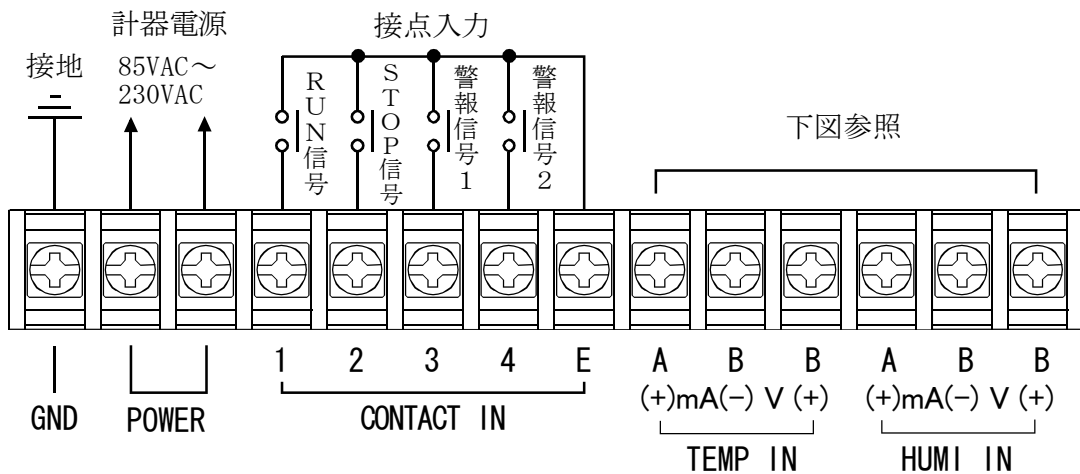 計器電源
接点入力
接地
85VAC～
230VAC
RUN信号
STOP信号
警報信号1
警報信号2
下図参照
1 2 3 4 E A B B A B B
(+)mA(−) V (+) (+)mA(−) V (+)
GND POWER CONTACT IN
TEMP IN HUMI IN